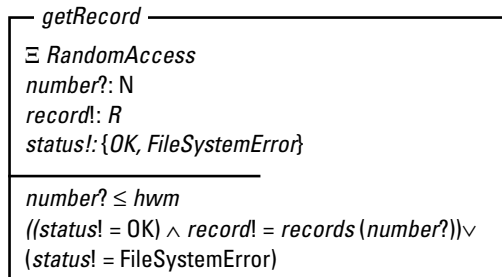 getRecord
Ξ RandomAccess
number?: N
record!: R
status!: {OK, FileSystemError}
number? ≤ hwm
((status! = OK) ∧ record! = records (number?))∨
(status! = FileSystemError)